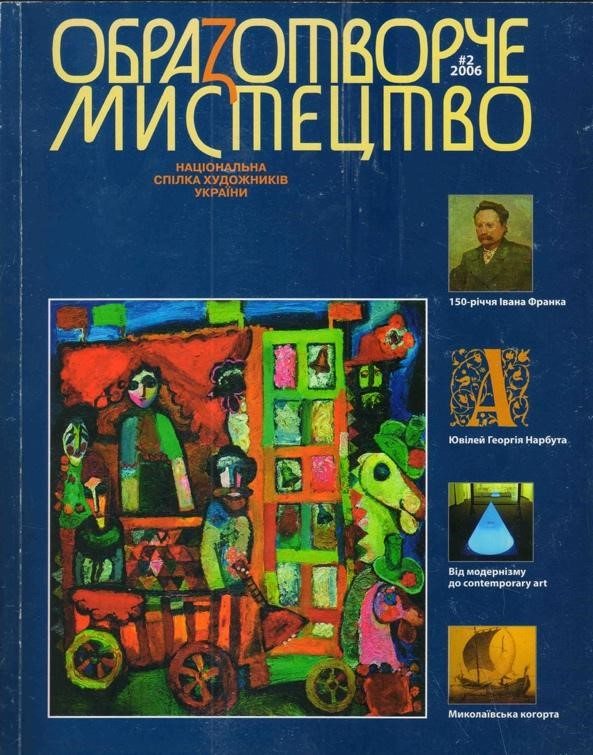 ОБРАЗОТВОРЧЕ
#2
2006
МИСТЕЦТВО
НАЦІОНАЛЬНА
СПІЛКА ХУДОЖНИКІВ
УКРАЇНИ
150-річчя Івана Франка
А
Ювілей Георгія Нарбута
Від модернізму
до contemporary art
Миколаївська когорта